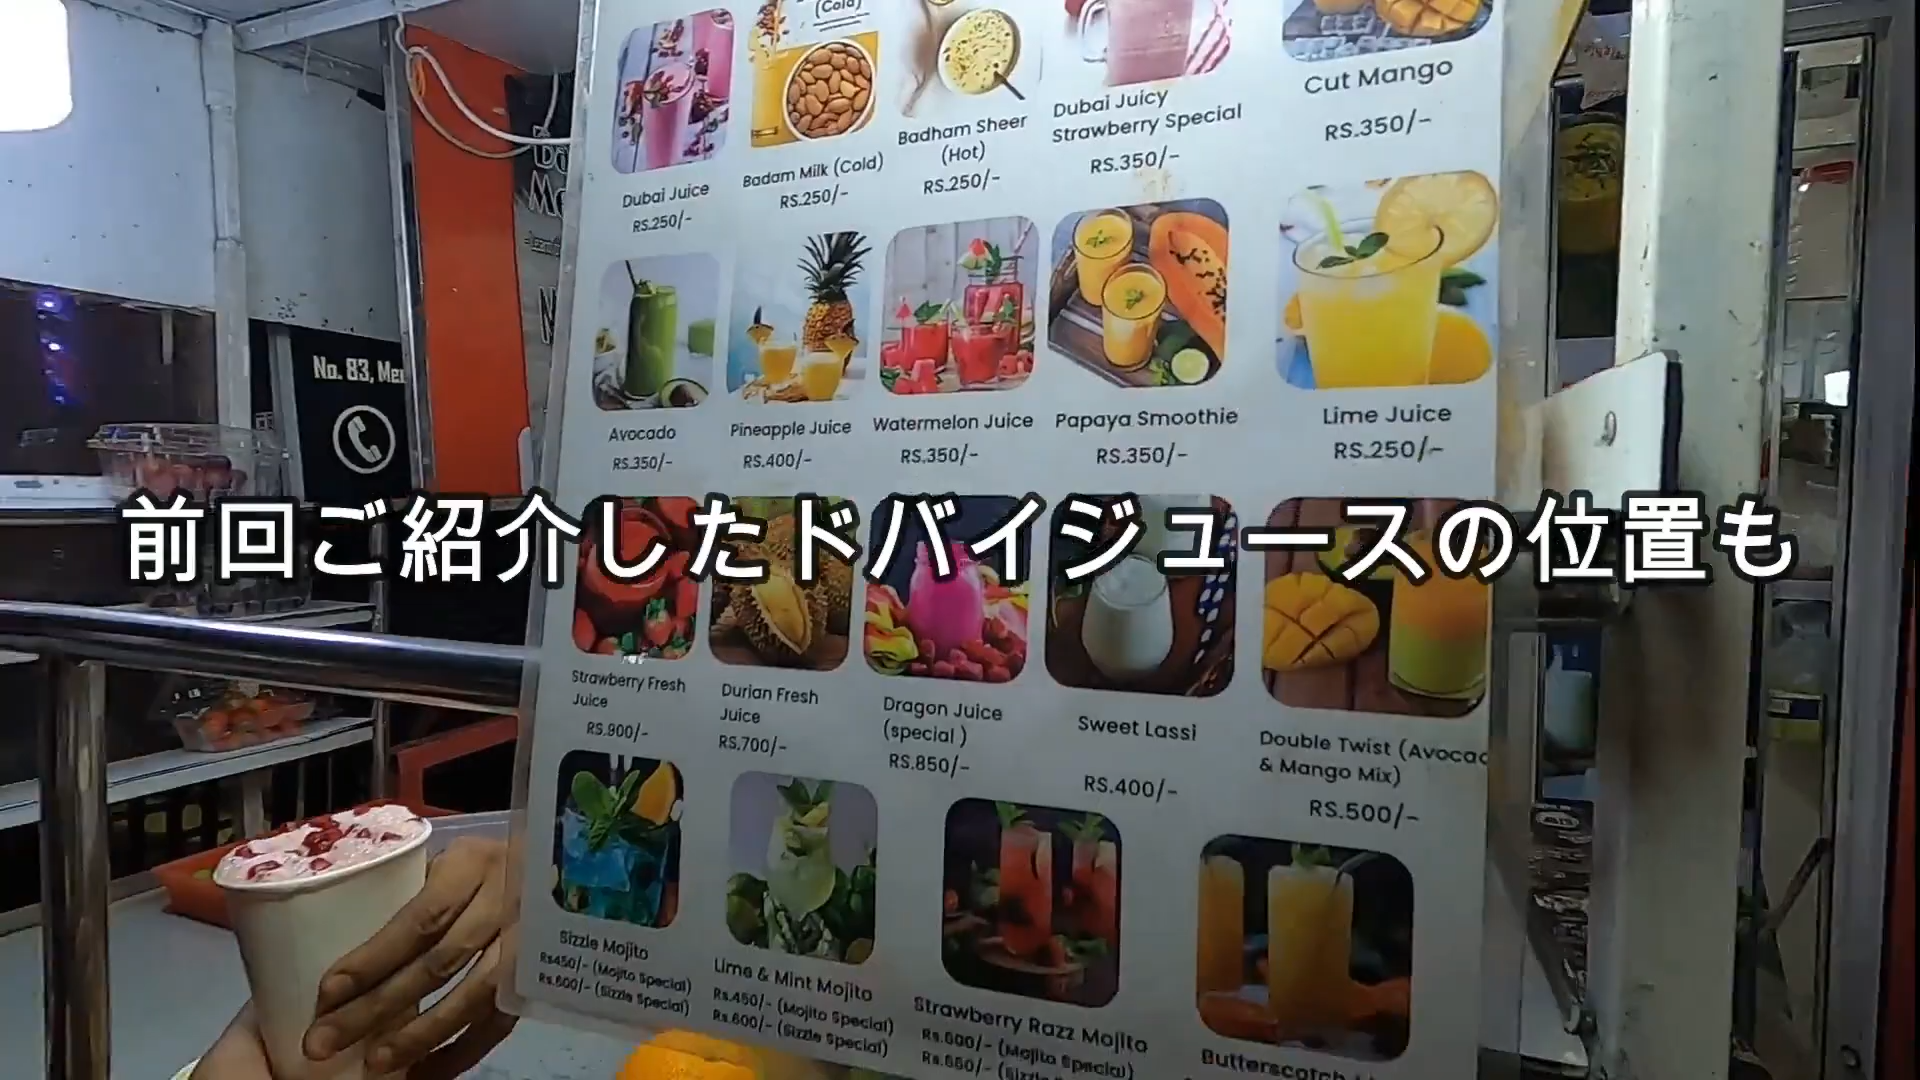 (Cold)
Dubai Juice
RS.250/-
Badam Milk (Cold)
RS.250/-
Badham Sheer
(Hot)
RS.250/-
Dubai Juicy
Strawberry Special
RS.350/-
Cut Mango
RS.350/-
No. 83,
Avocado
RS.350/-
Pineapple Juice
RS.400/-
Watermelon Juice
RS.350/-
Papaya Smoothie
RS.350/-
Lime Juice
RS.250/-
前回ご紹介したドバイジュースの位置も
Strawberry Fresh
Juice
RS.900/-
Durian Fresh
Juice
RS.700/-
Dragon Juice
(special )
RS.850/-
Sweet Lassi
RS.400/-
Double Twist (Avocad
& Mango Mix)
RS.500/-
Sizzle Mojito
Rs450/- (Mojito Special)
Rs.600/- (Sizzle Special)
Lime & Mint Mojito
Rs.450/- (Mojito Special)
Rs.600/- (Sizzle Special)
Strawberry Razz Mojito
Rs.600/- (Mojito Special)
Butterscotch